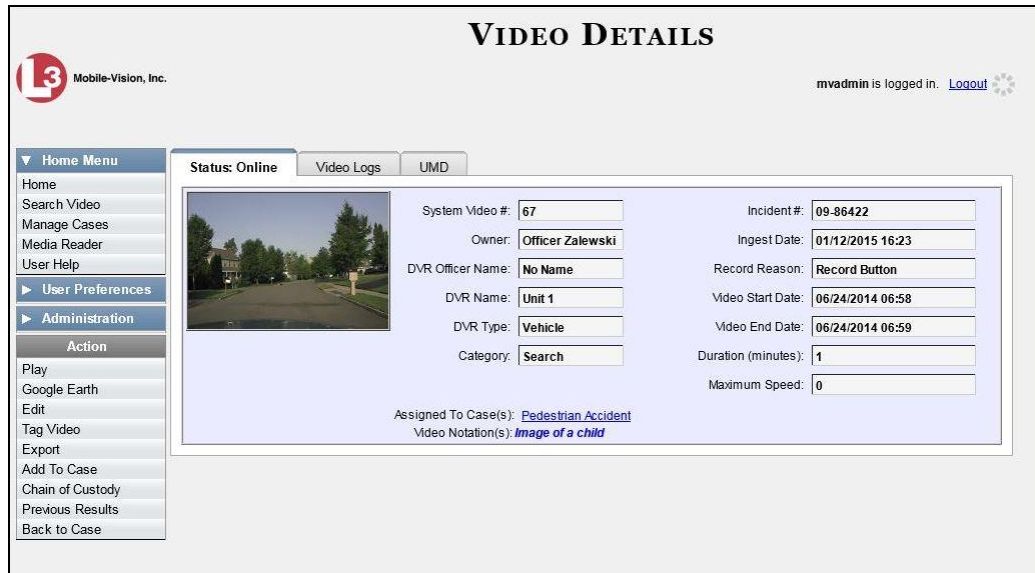 VIDEO DETAILS
L3 Mobile-Vision, Inc.
mvadmin is logged in. Logout
▼ Home Menu
Home
Search Video
Manage Cases
Media Reader
User Help
▶ User Preferences
▶ Administration
Action
Play
Google Earth
Edit
Tag Video
Export
Add To Case
Chain of Custody
Previous Results
Back to Case
Status: Online Video Logs UMD
System Video #: 67
Owner: Officer Zalewski
DVR Officer Name: No Name
DVR Name: Unit 1
DVR Type: Vehicle
Category: Search
Incident #: 09-86422
Ingest Date: 01/12/2015 16:23
Record Reason: Record Button
Video Start Date: 06/24/2014 06:58
Video End Date: 06/24/2014 06:59
Duration (minutes): 1
Maximum Speed: 0
Assigned To Case(s): Pedestrian Accident
Video Notation(s): Image of a child